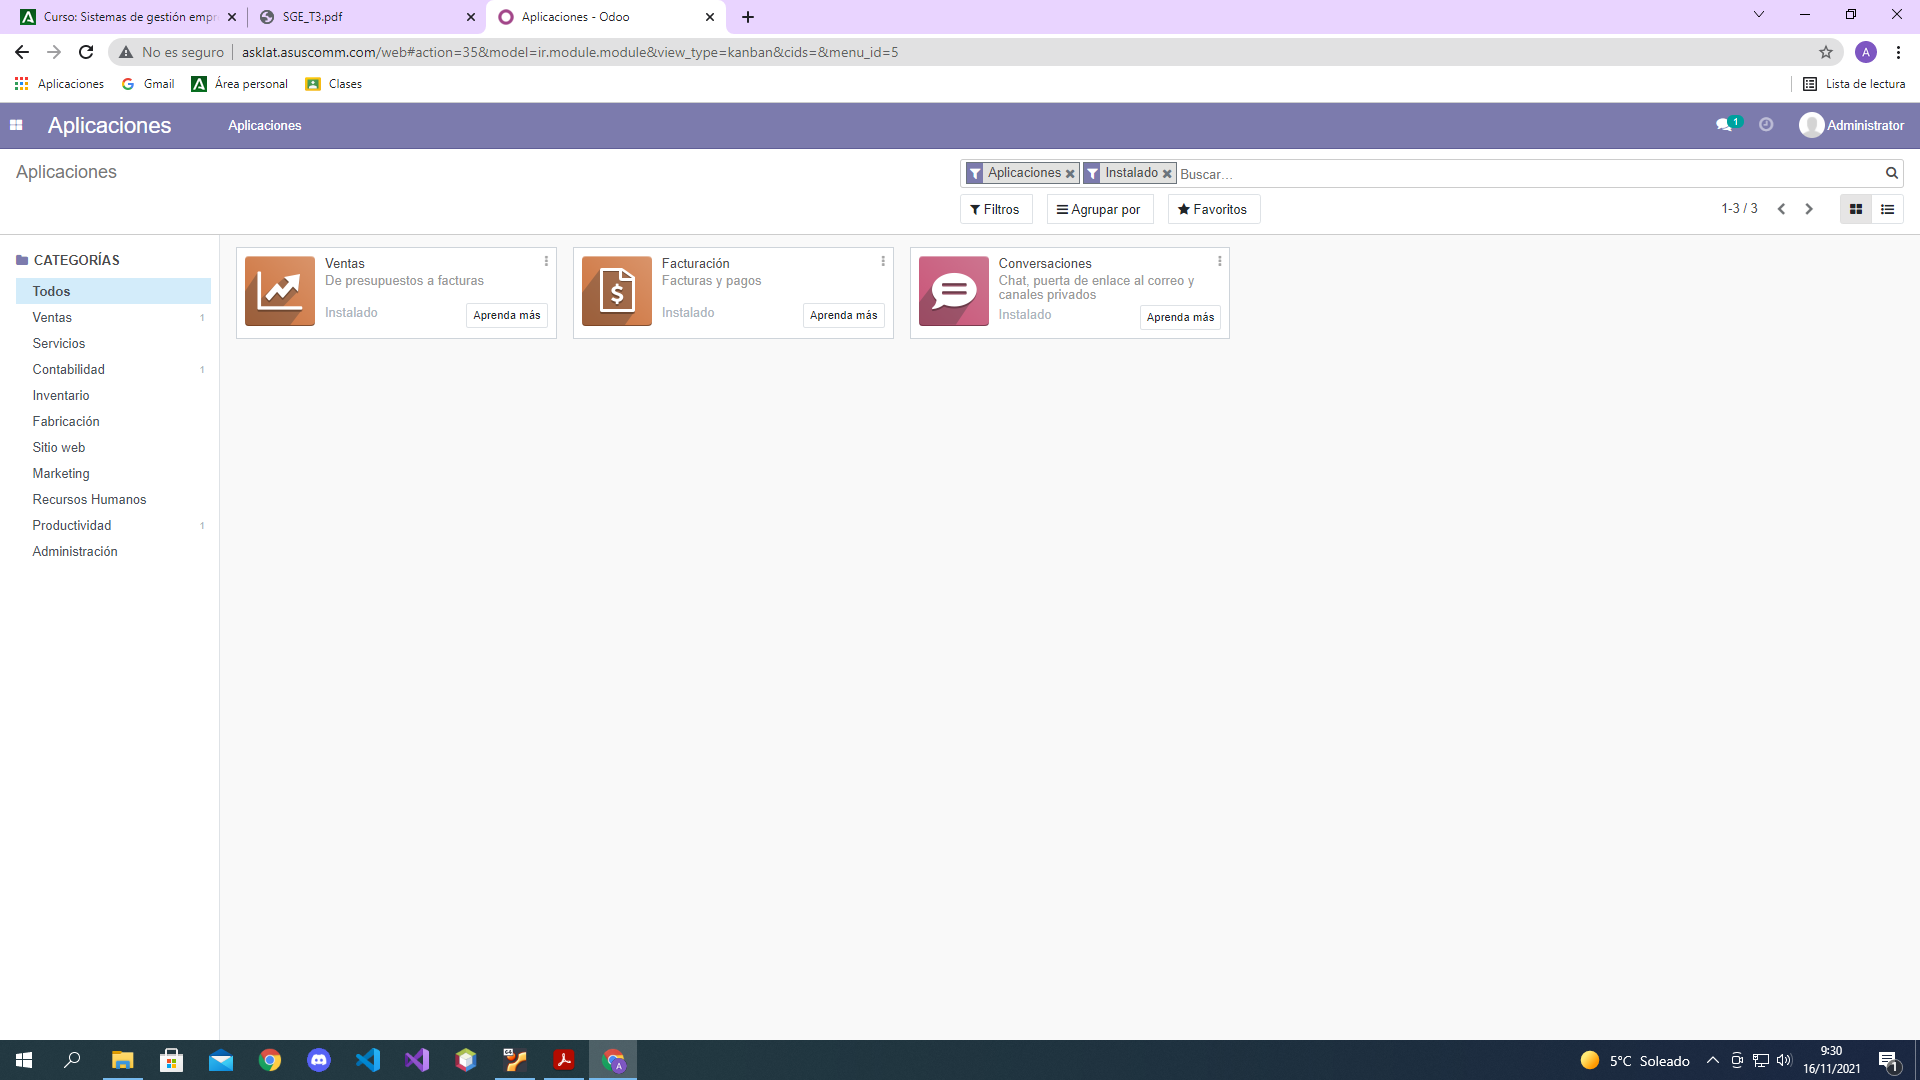 Curso: Sistemas de gestión empr
SGE_T3.pdf
Aplicaciones - Odoo
No es seguro
asklat.asuscomm.com/web#action=35&model=ir.module.module&view_type=kanban&cids=&menu_id=5
A
Aplicaciones
Gmail
Área personal
Clases
Lista de lectura
Aplicaciones
Aplicaciones
1
Administrator
Aplicaciones
Aplicaciones
Instalado
Buscar...
Filtros
Agrupar por
Favoritos
1-3 / 3
CATEGORÍAS
Todos
Ventas 1
Servicios
Contabilidad 1
Inventario
Fabricación
Sitio web
Marketing
Recursos Humanos
Productividad 1
Administración
Ventas
De presupuestos a facturas
Instalado
Aprenda más
Facturación
Facturas y pagos
Instalado
Aprenda más
Conversaciones
Chat, puerta de enlace al correo y
canales privados
Instalado
Aprenda más
5°C Soleado
9:30
16/11/2021
1